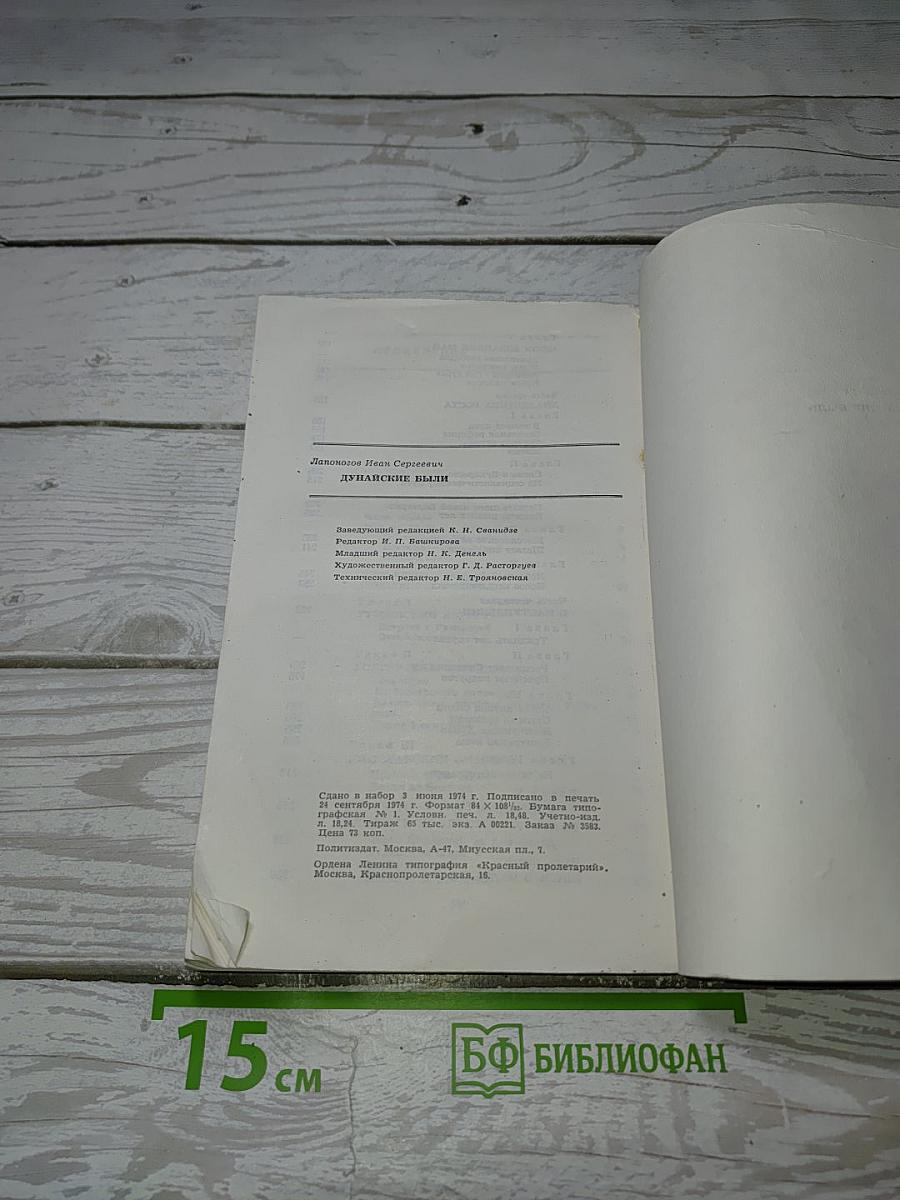 Лапоногов Иван Сергеевич
ДУНАЙСКИЕ БЫЛИ
Заведующий редакцией К. Н. Сванидзе
Редактор И. П. Башкирова
Младший редактор Н. К. Денель
Художественный редактор Г. Д. Расторгуев
Технический редактор Н. Е. Трояновская
Сдано в набор 3 июня 1974 г. Подписано в печать
24 сентября 1974 г. Формат 84 × 108¹/₃₂. Бумага типо-
графская № 1. Условн. печ. л. 18,48. Учетно-изд.
л. 18,24. Тираж 65 тыс. экз. А 00221. Заказ № 3583.
Цена 73 коп.
Политиздат. Москва, А-47, Миусская пл., 7.
Ордена Ленина типография «Красный пролетарий».
Москва, Краснопролетарская, 16.
15 см
БФ БИБЛИОФАН